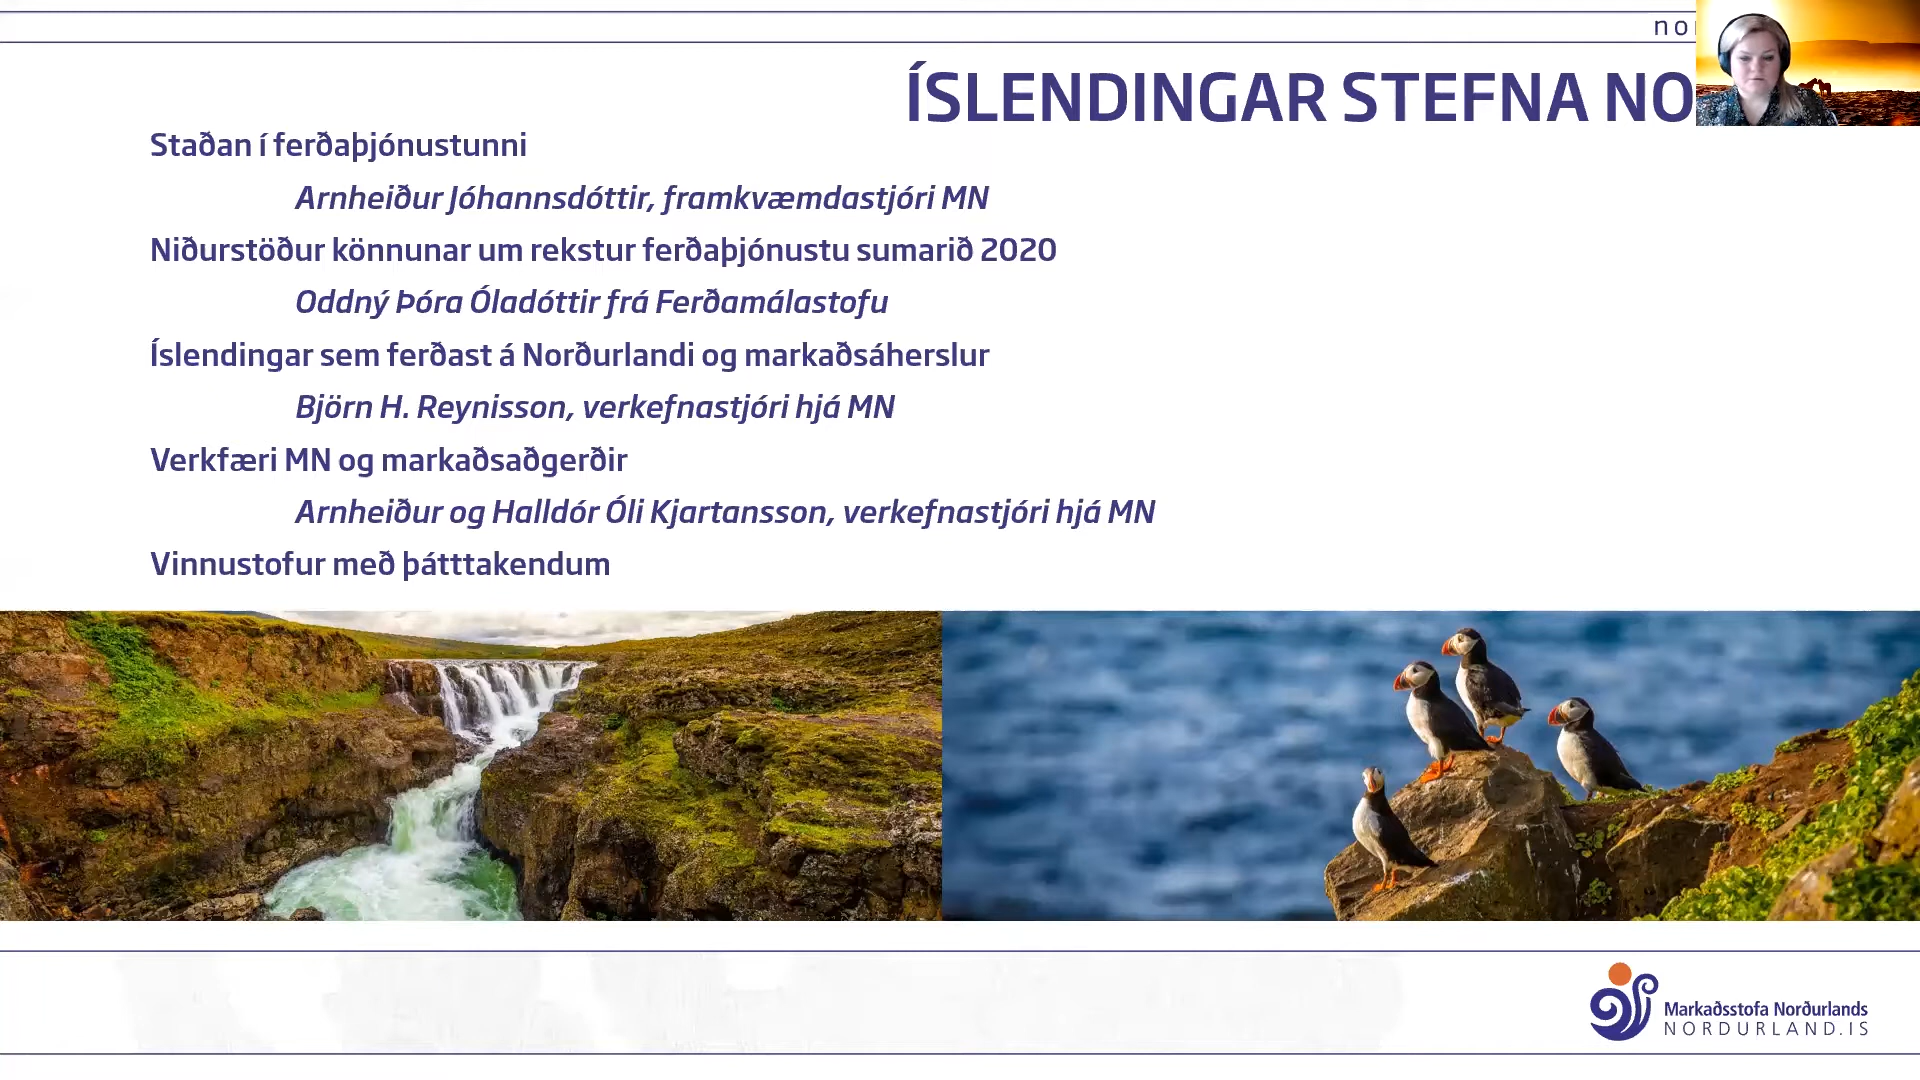 ÍSLENDINGAR STEFNA
Staðan í ferðaþjónustunni
Arnheiður Jóhannsdóttir, framkvæmdastjóri MN
Niðurstöður könnunar um rekstur ferðaþjónustu sumarið 2020
Oddný Þóra Óladóttir frá Ferðamálastofu
Íslendingar sem ferðast á Norðurlandi og markaðsáherslur
Björn H. Reynisson, verkefnastjóri hjá MN
Verkfæri MN og markaðsaðgerðir
Arnheiður og Halldór Óli Kjartansson, verkefnastjóri hjá MN
Vinnustofur með þátttakendum
Markaðsstofa Norðurlands
NORDURLAND.IS